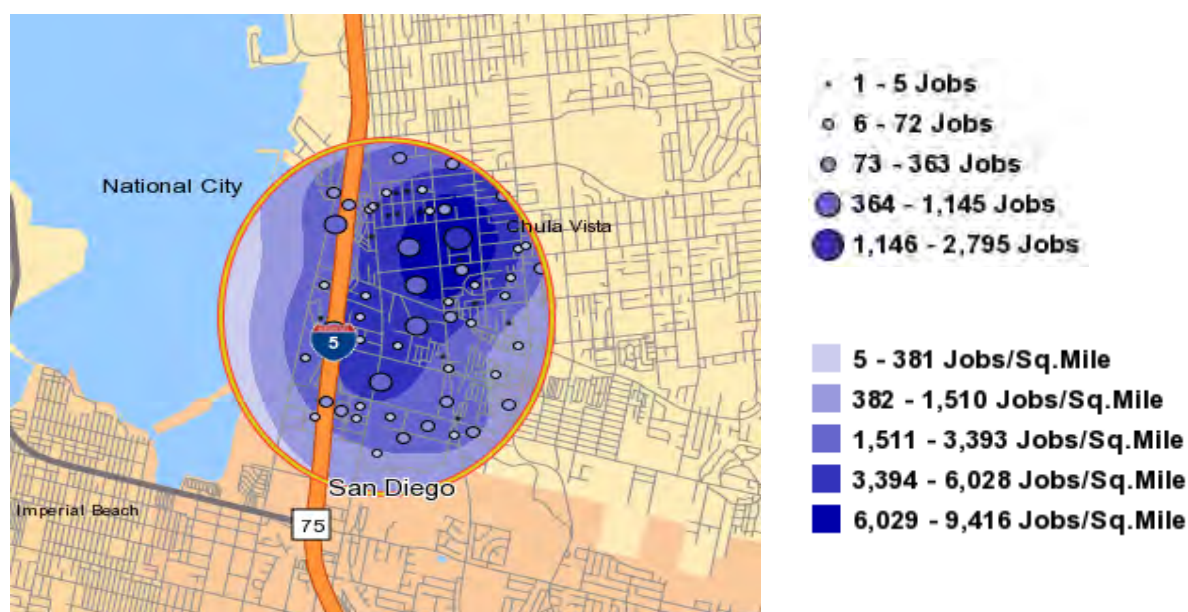 National City
Chula Vista
5
San Diego
Imperial Beach
75
1 - 5 Jobs
6 - 72 Jobs
73 - 363 Jobs
364 - 1,145 Jobs
1,146 - 2,795 Jobs
5 - 381 Jobs/Sq.Mile
382 - 1,510 Jobs/Sq.Mile
1,511 - 3,393 Jobs/Sq.Mile
3,394 - 6,028 Jobs/Sq.Mile
6,029 - 9,416 Jobs/Sq.Mile